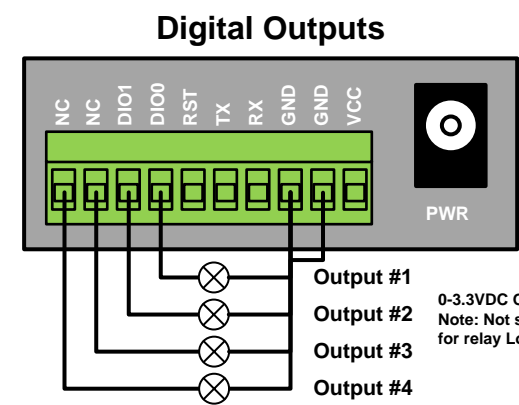 Digital Outputs
NC
NC
DIO1
DIO0
RST
TX
RX
GND
GND
VCC
PWR
Output #1
Output #2
Output #3
Output #4
0-3.3VDC
Note: Not
for relay